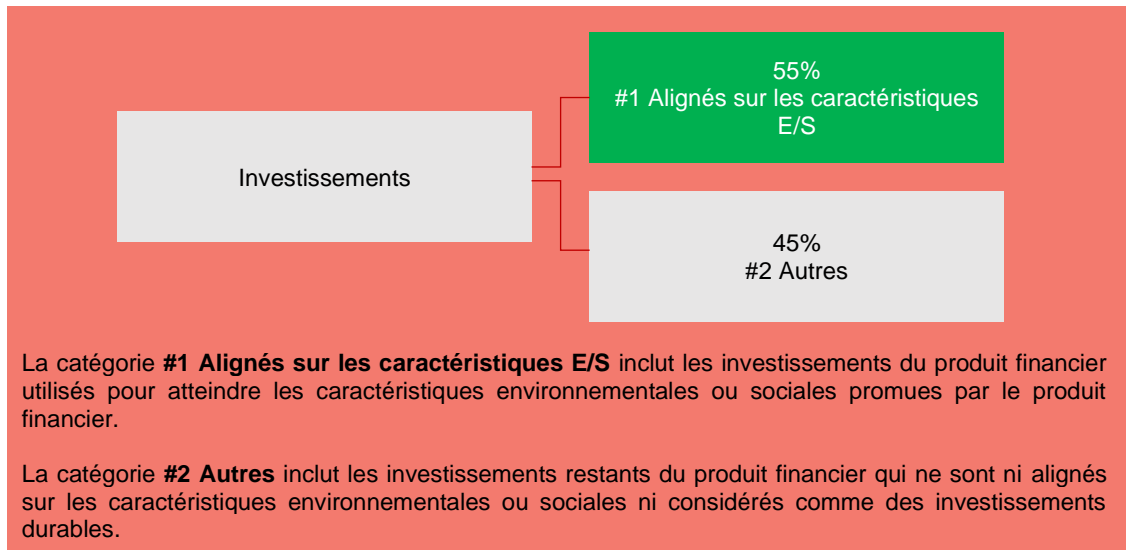 55%
#1 Alignés sur les caractéristiques
E/S
Investissements
45%
#2 Autres
La catégorie #1 Alignés sur les caractéristiques E/S inclut les investissements du produit financier
utilisés pour atteindre les caractéristiques environnementales ou sociales promues par le produit
financier.
La catégorie #2 Autres inclut les investissements restants du produit financier qui ne sont ni alignés
sur les caractéristiques environnementales ou sociales ni considérés comme des investissements
durables.